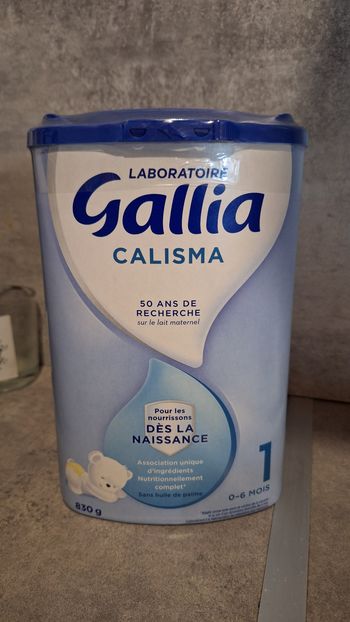 LABORATOIRE
Gallia
CALISMA
50 ANS DE
RECHERCHE
sur le lait maternel
Pour les
nourrissons
DÈS LA
NAISSANCE
Association unique
d'ingrédients
Nutritionnellement
complet*
Sans huile de palme
1
0-6 MOIS
830 g